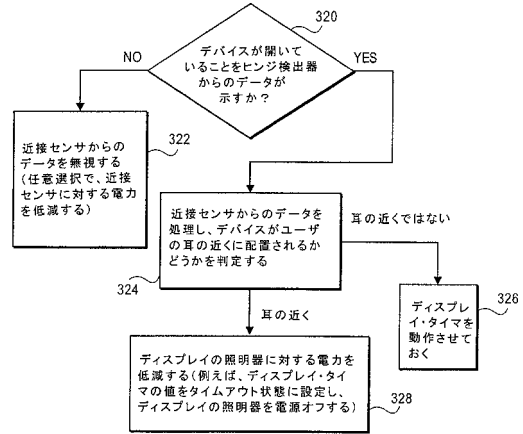 320
デバイスが開いて
いることをヒンジ検出器
からのデータが
示すか？
NO
YES
322
近接センサからの
データを無視する
(任意選択で、近接
センサに対する電力
を低減する)
近接センサからのデータを
処理し、デバイスがユーザ
の耳の近くに配置されるか
どうかを判定する
324
耳の近くではない
326
ディスプレ
イ・タイマを
動作させて
おく
耳の近く
ディスプレイの照明器に対する電力を
低減する(例えば、ディスプレイ・タイ
マの値をタイムアウト状態に設定し、
ディスプレイの照明器を電源オフする)
328